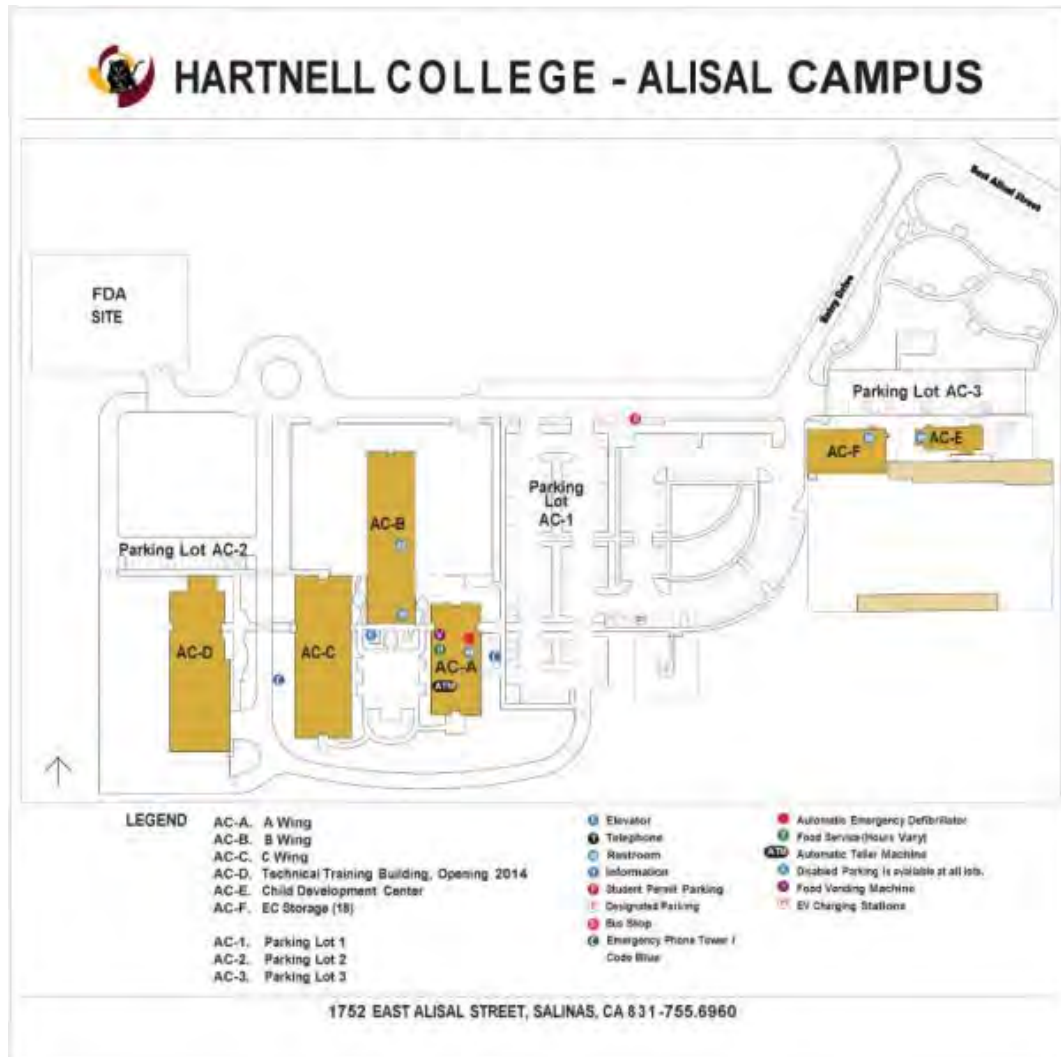 HARTNELL COLLEGE - ALISAL CAMPUS
East Alisal Street
Entry Drive
FDA
SITE
Parking Lot AC-3
AC-F
AC-E
Parking
Lot
AC-1
AC-B
Parking Lot AC-2
AC-D
AC-C
AC-A
ATM
LEGEND
AC-A. A Wing
AC-B. B Wing
AC-C. C Wing
AC-D. Technical Training Building, Opening 2014
AC-E. Child Development Center
AC-F. EC Storage (18)
AC-1. Parking Lot 1
AC-2. Parking Lot 2
AC-3. Parking Lot 3
Elevator
Telephone
Restroom
Information
Student Permit Parking
Designated Parking
Bus Stop
Emergency Phone Tower /
Code Blue
Automatic Emergency Defibrillator
Food Service (Hours Vary)
ATM Automatic Teller Machine
Disabled Parking is available at all lots.
Food Vending Machine
EV Charging Stations
1752 EAST ALISAL STREET, SALINAS, CA 831-755.6960